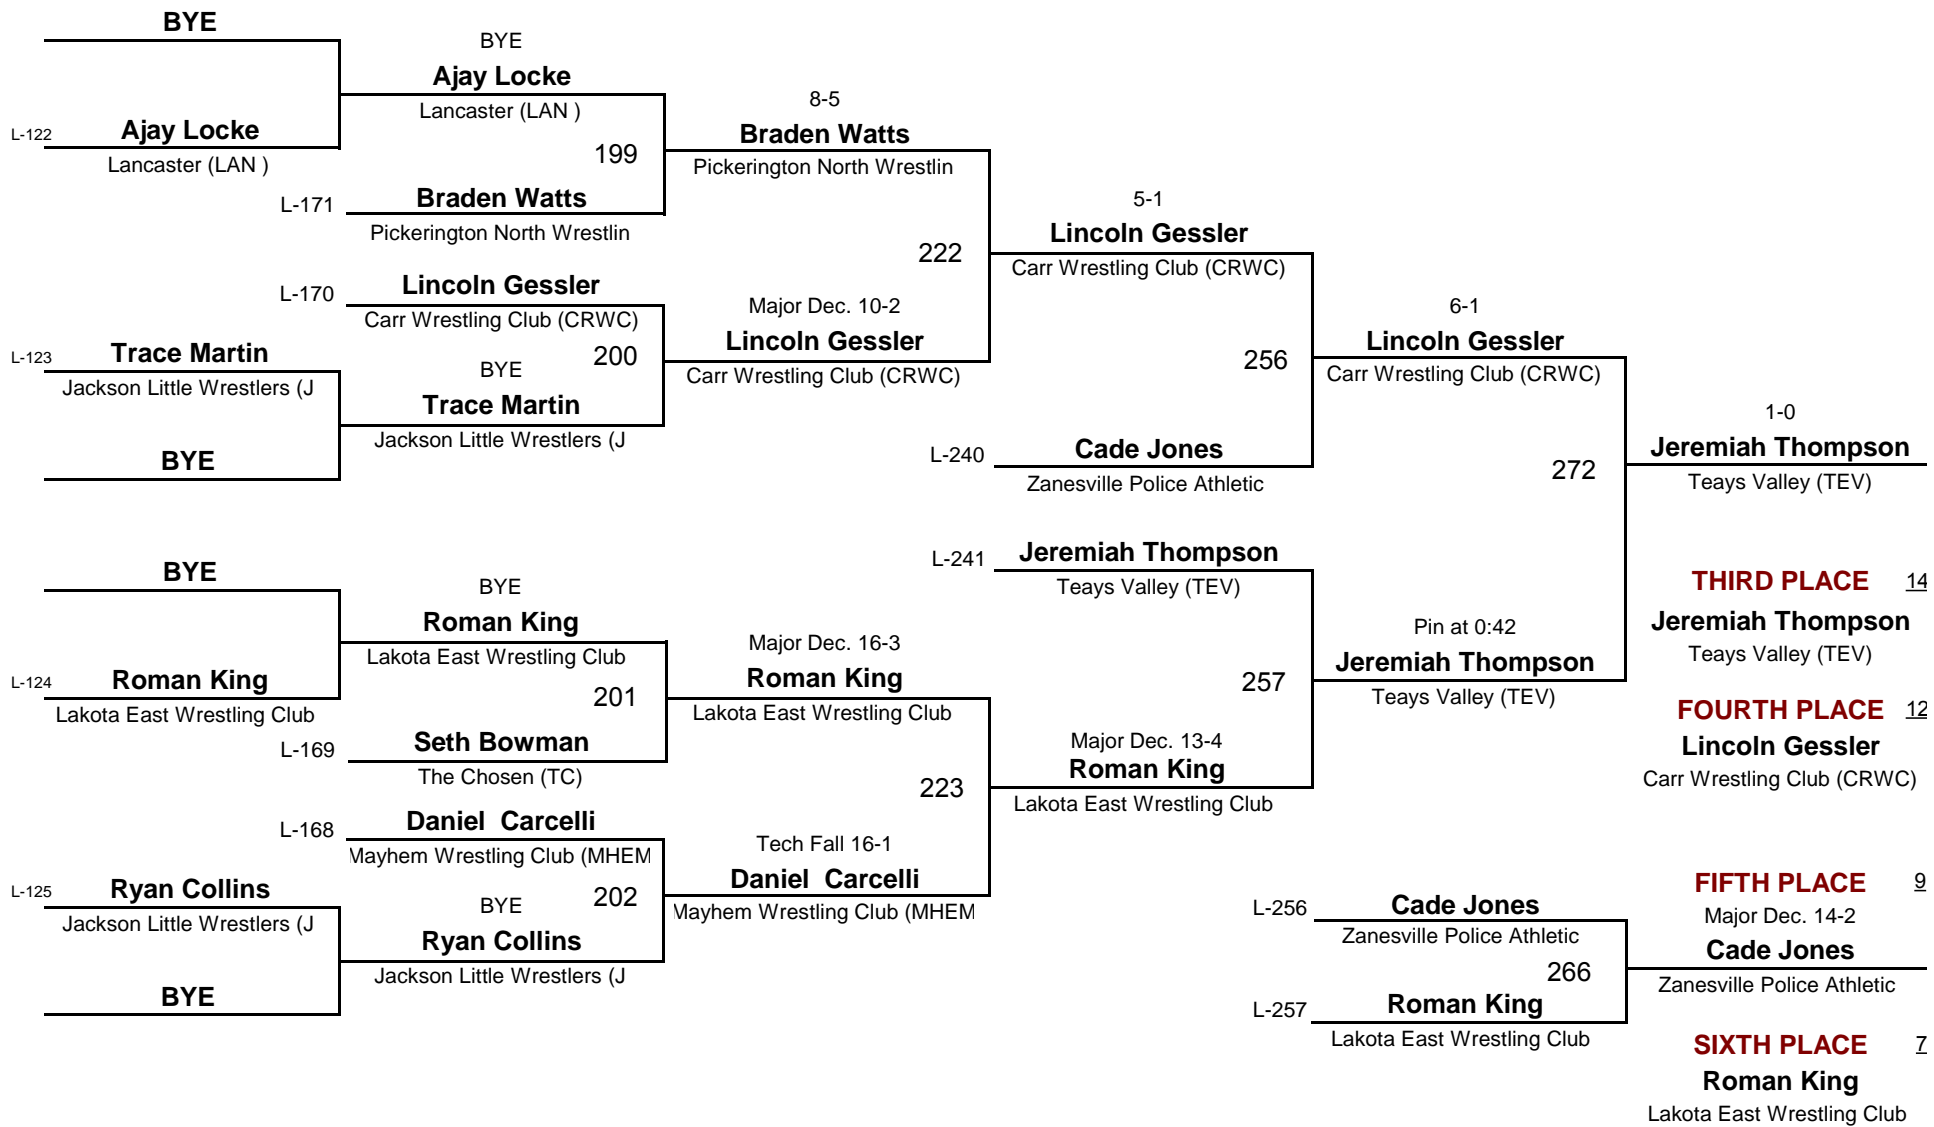 BYE
BYE
Ajay Locke
Lancaster (LAN )
L-122
Ajay Locke
Lancaster (LAN )
199
8-5
Braden Watts
Pickerington North Wrestlin
L-171
Braden Watts
Pickerington North Wrestlin
222
5-1
Lincoln Gessler
Carr Wrestling Club (CRWC)
L-170
Lincoln Gessler
Carr Wrestling Club (CRWC)
Major Dec. 10-2
Lincoln Gessler
Carr Wrestling Club (CRWC)
200
L-123
Trace Martin
Jackson Little Wrestlers (J
BYE
Trace Martin
Jackson Little Wrestlers (J
BYE
256
6-1
Lincoln Gessler
Carr Wrestling Club (CRWC)
L-240
Cade Jones
Zanesville Police Athletic
272
1-0
Jeremiah Thompson
Teays Valley (TEV)
BYE
BYE
Roman King
Lakota East Wrestling Club
L-124
Roman King
Lakota East Wrestling Club
201
Major Dec. 16-3
Roman King
Lakota East Wrestling Club
L-169
Seth Bowman
The Chosen (TC)
L-241
Jeremiah Thompson
Teays Valley (TEV)
257
Pin at 0:42
Jeremiah Thompson
Teays Valley (TEV)
THIRD PLACE 14
Jeremiah Thompson
Teays Valley (TEV)
FOURTH PLACE 12
Lincoln Gessler
Carr Wrestling Club (CRWC)
223
Major Dec. 13-4
Roman King
Lakota East Wrestling Club
L-168
Daniel  Carcelli
Mayhem Wrestling Club (MHEM
Tech Fall 16-1
Daniel  Carcelli
Mayhem Wrestling Club (MHEM
202
L-125
Ryan Collins
Jackson Little Wrestlers (J
BYE
Ryan Collins
Jackson Little Wrestlers (J
BYE
L-256
Cade Jones
Zanesville Police Athletic
266
L-257
Roman King
Lakota East Wrestling Club
FIFTH PLACE 9
Major Dec. 14-2
Cade Jones
Zanesville Police Athletic
SIXTH PLACE 7
Roman King
Lakota East Wrestling Club